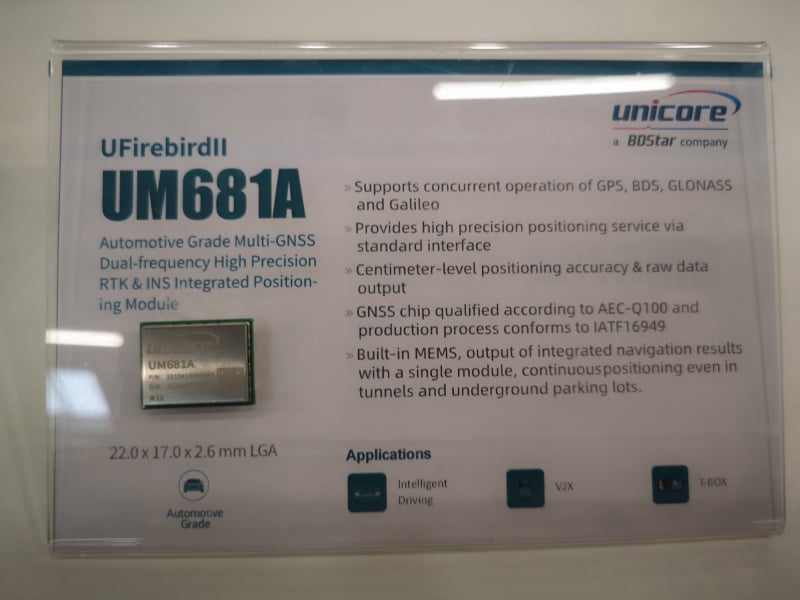 unicore
a BDStar company
UFirebirdII
UM681A
Automotive Grade Multi-GNSS
Dual-frequency High Precision
RTK & INS Integrated Position-
ing Module
UM681A
22.0 x 17.0 x 2.6 mm LGA
Automotive
Grade
» Supports concurrent operation of GPS, BDS, GLONASS
and Galileo
» Provides high precision positioning service via
standard interface
» Centimeter-level positioning accuracy & raw data
output
» GNSS chip qualified according to AEC-Q100 and
production process conforms to IATF16949
» Built-in MEMS, output of integrated navigation results
with a single module, continuous positioning even in
tunnels and underground parking lots.
Applications
Intelligent
Driving
V2X
T-BOX